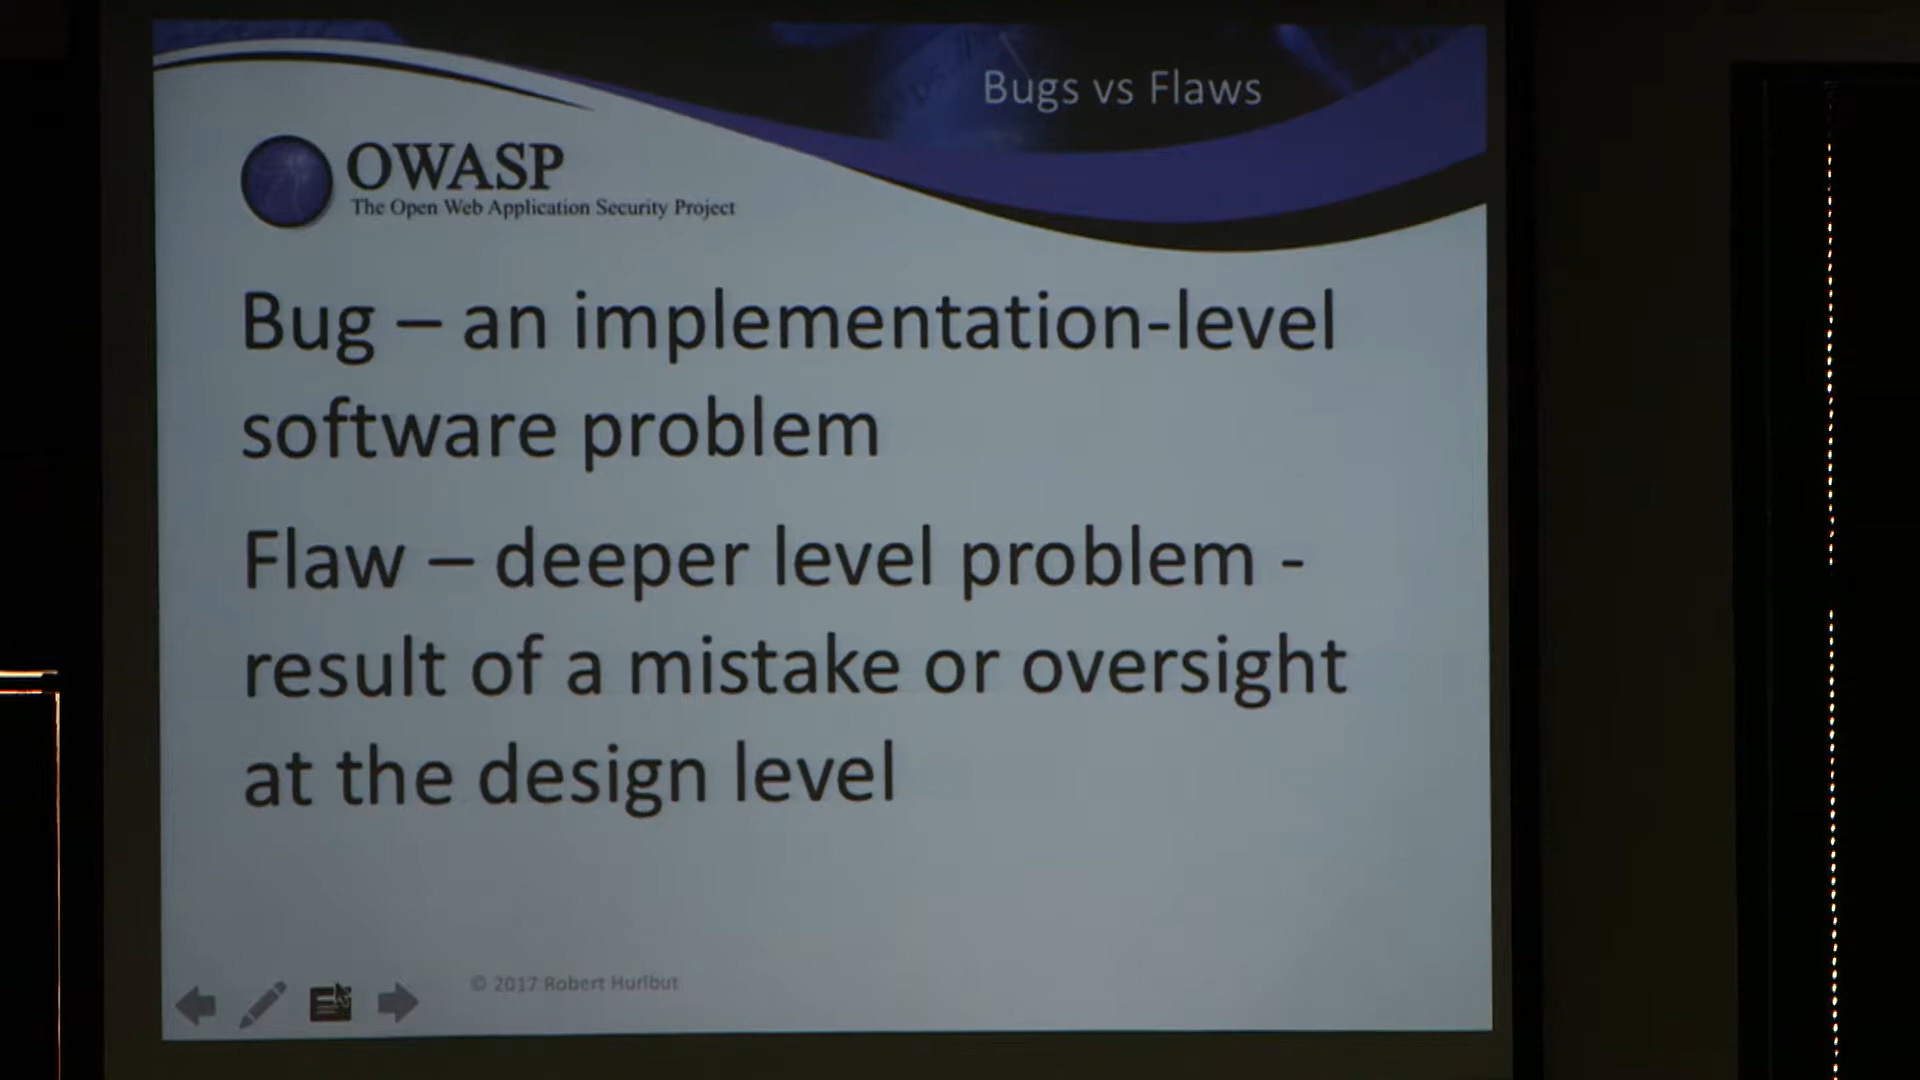 Bugs vs Flaws
OWASP
The Open Web Application Security Project
Bug – an implementation-level
software problem
Flaw – deeper level problem -
result of a mistake or oversight
at the design level
© 2017 Robert Hurlbut